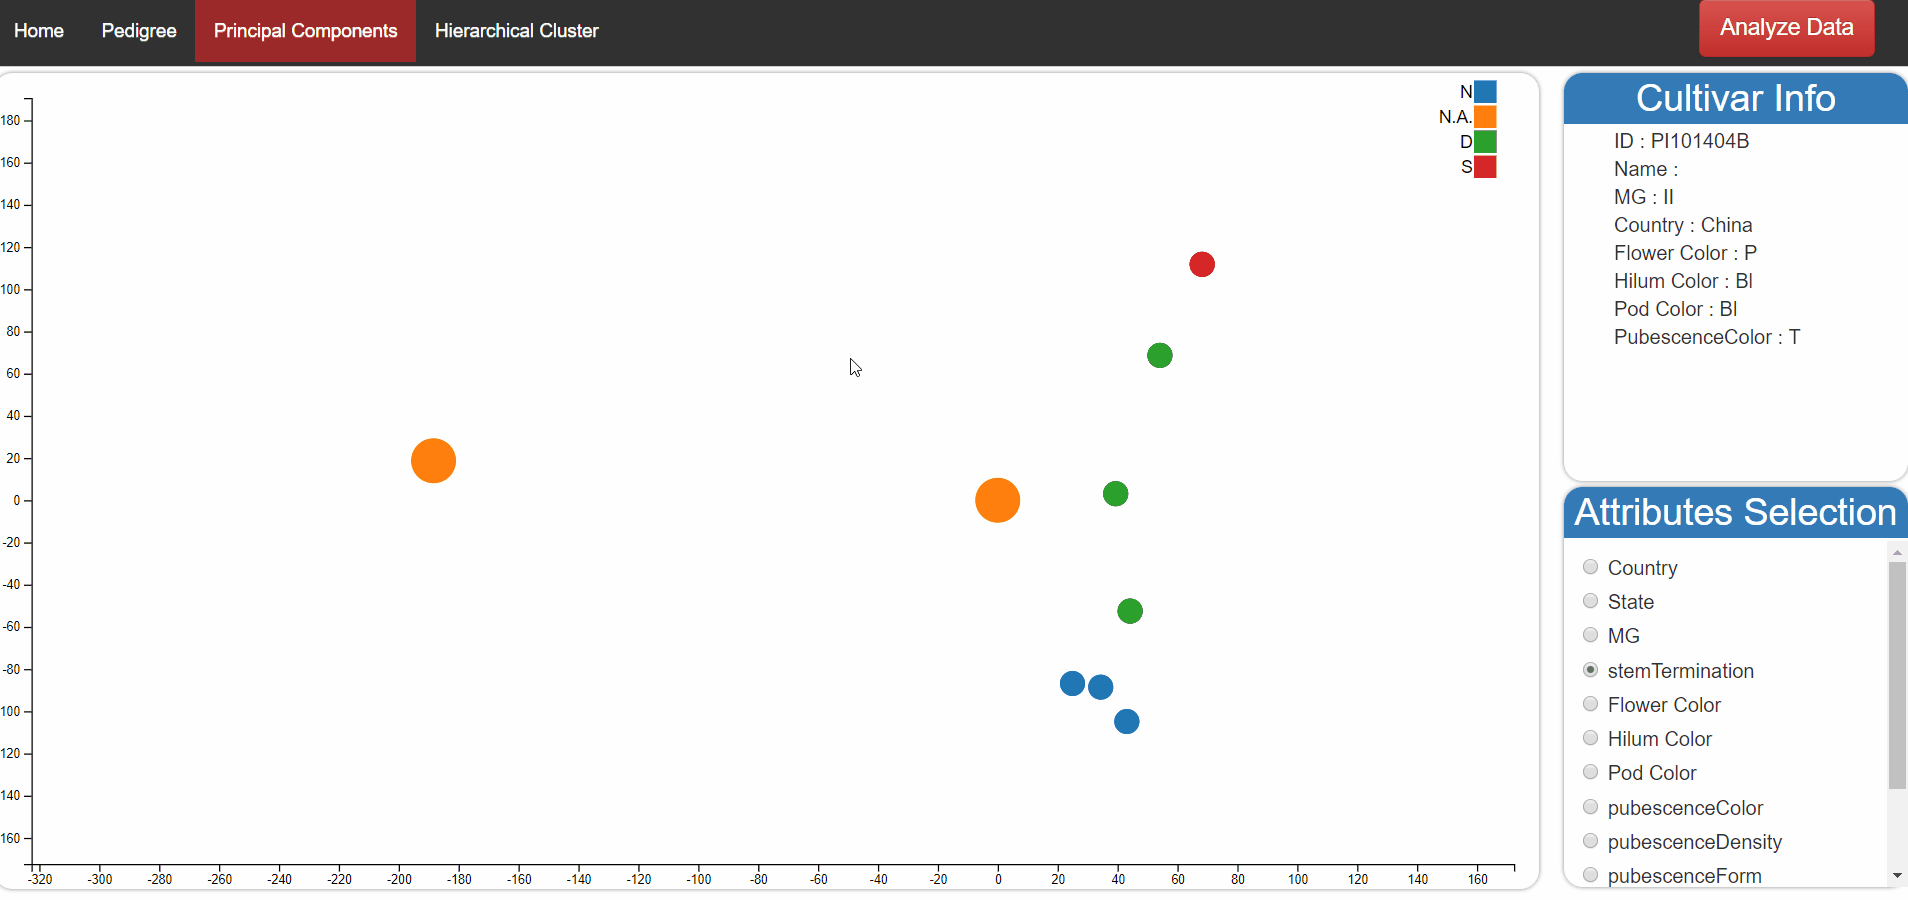 Home Pedigree Principal Components Hierarchical Cluster Analyze Data
N
N.A.
D
S
180
160
140
120
100
80
60
40
20
0
-20
-40
-60
-80
100
120
140
160
-320 -300 -280 -260 -240 -220 -200 -180 -160 -140 -120 -100 -80 -60 -40 -20 0 20 40 60 80 100 120 140 160
Cultivar Info
ID : PI101404B
Name :
MG : II
Country : China
Flower Color : P
Hilum Color : Bl
Pod Color : Bl
PubescenceColor : T
Attributes Selection
Country
State
MG
stemTermination
Flower Color
Hilum Color
Pod Color
pubescenceColor
pubescenceDensity
pubescenceForm